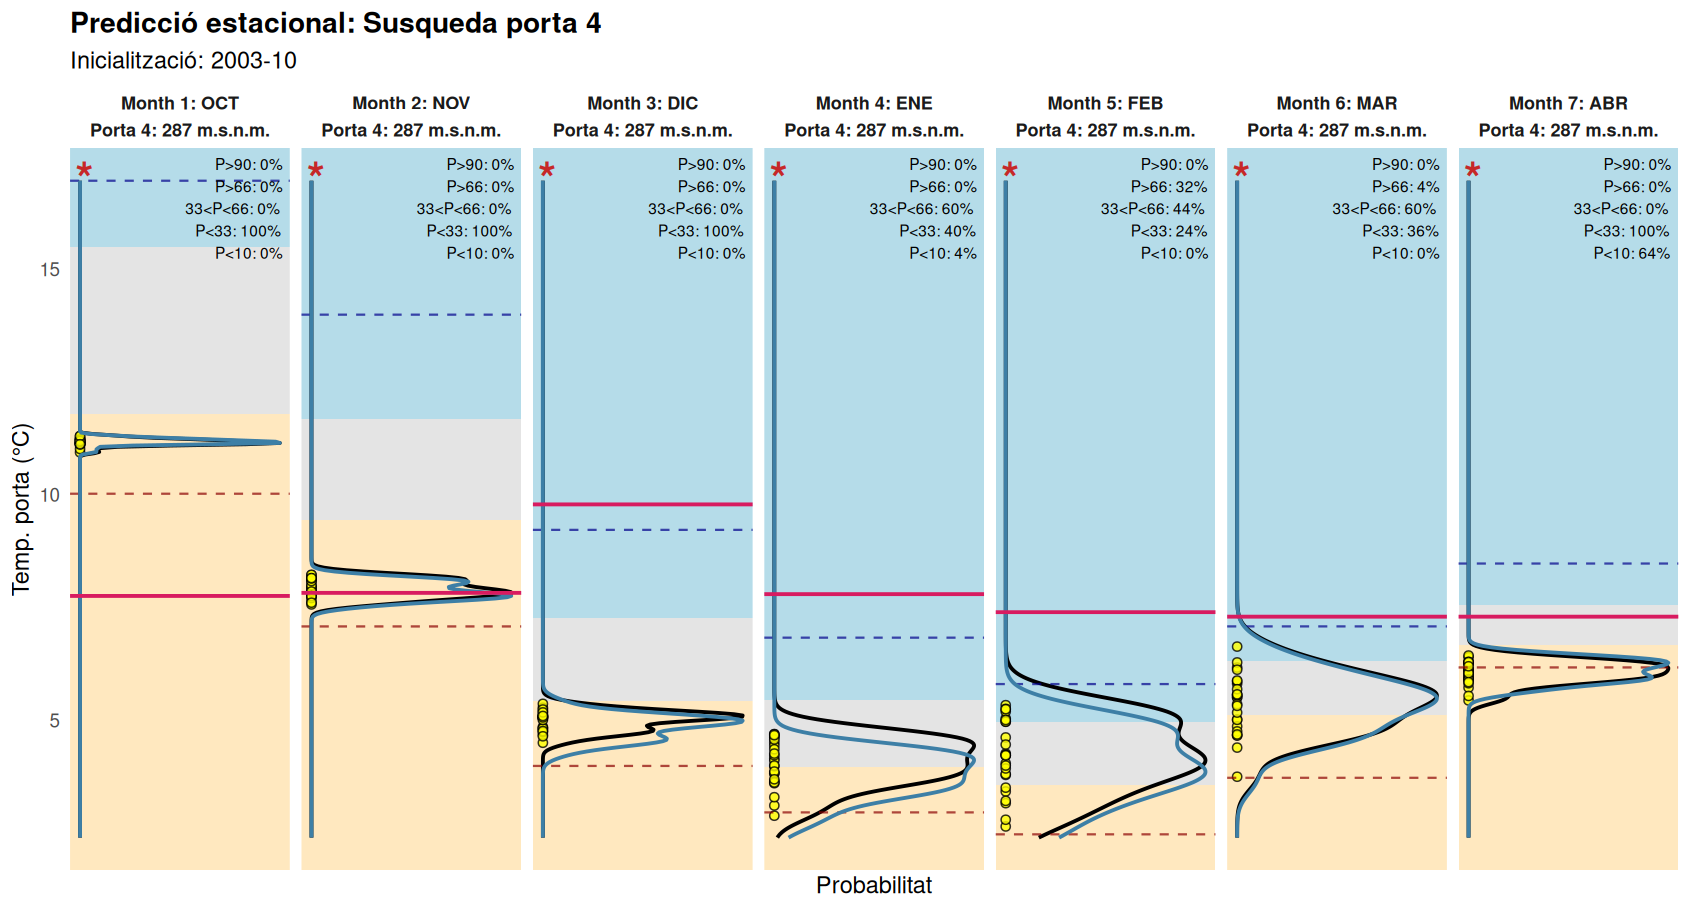 Predicció estacional: Susqueda porta 4
Inicialització: 2003-10
Month 1: OCT
Porta 4: 287 m.s.n.m.
Month 2: NOV
Porta 4: 287 m.s.n.m.
Month 3: DIC
Porta 4: 287 m.s.n.m.
Month 4: ENE
Porta 4: 287 m.s.n.m.
Month 5: FEB
Porta 4: 287 m.s.n.m.
Month 6: MAR
Porta 4: 287 m.s.n.m.
Month 7: ABR
Porta 4: 287 m.s.n.m.
*
P>90: 0%
P>66: 0%
33<P<66: 0%
P<33: 100%
P<10: 0%
*
P>90: 0%
P>66: 0%
33<P<66: 0%
P<33: 100%
P<10: 0%
*
P>90: 0%
P>66: 0%
33<P<66: 0%
P<33: 100%
P<10: 0%
*
P>90: 0%
P>66: 0%
33<P<66: 60%
P<33: 40%
P<10: 4%
*
P>90: 0%
P>66: 32%
33<P<66: 44%
P<33: 24%
P<10: 0%
*
P>90: 0%
P>66: 4%
33<P<66: 60%
P<33: 36%
P<10: 0%
*
P>90: 0%
P>66: 0%
33<P<66: 0%
P<33: 100%
P<10: 64%
15
10
5
Temp. porta (°C)
Probabilitat